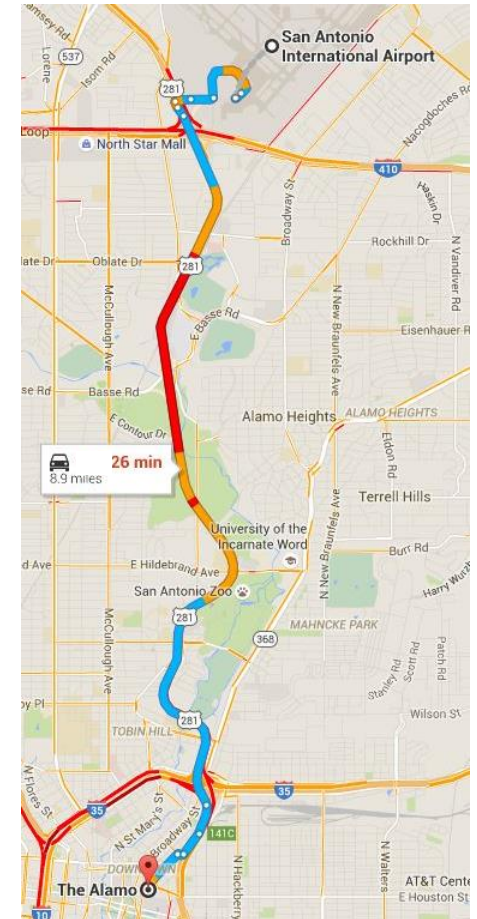 San Antonio
International Airport
Lorene
537
Isom Rd
281
Nacogdoches Rd
Loop
North Star Mall
410
Haskin Dr
Broadway St
Rockhill Dr
N Vandiver Rd
Oblate Dr
281
McCullough Ave
E Basse Rd
N New Braunfels Ave
Eisenhauer R
se Rd
Basse Rd
E Contour Dr
Alamo Heights
ALAMO HEIGHTS
26 min
8.9 miles
Eldon Rd
Terrell Hills
University of the
Incarnate Word
N New Braunfels Ave
Burr Rd
d Ave
E Hildebrand Ave
San Antonio Zoo
Harry Wurzb
281
McCullough Ave
368
MAHNCKE PARK
Stanley Rd
Scott Rd
Patch Rd
oy Pl
281
Wilson St
TOBIN HILL
N Flores St
35
35
N St Mary's St
Broadway St
141C
DOWNTOWN
N Hackberry
N Walters
The Alamo
AT&T Cente
E Houston St
10